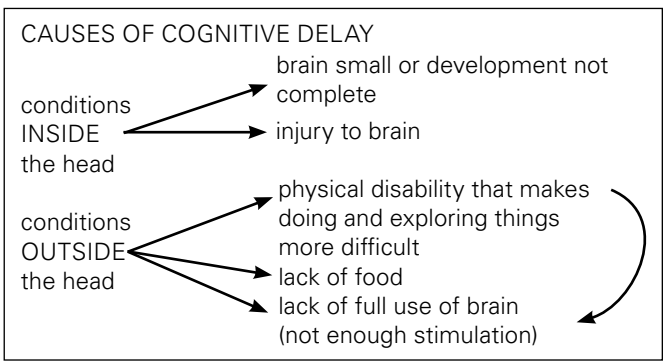 CAUSES OF COGNITIVE DELAY
conditions
INSIDE
the head
brain small or development not
complete
injury to brain
conditions
OUTSIDE
the head
physical disability that makes
doing and exploring things
more difficult
lack of food
lack of full use of brain
(not enough stimulation)